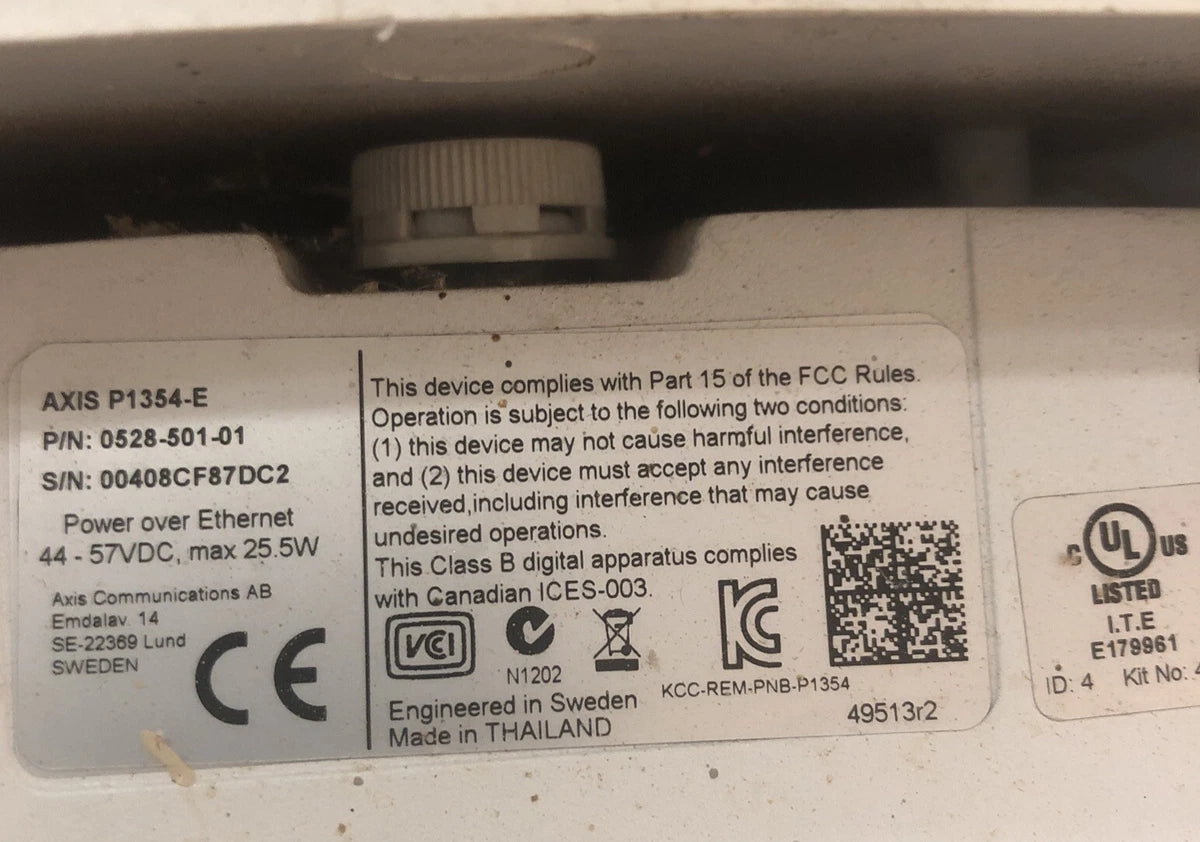 AXIS P1354-E
P/N: 0528-501-01
S/N: 00408CF87DC2
Power over Ethernet
44 - 57VDC, max 25.5W
Axis Communications AB
Emdalav. 14
SE-22369 Lund
SWEDEN
CE
This device complies with Part 15 of the FCC Rules.
Operation is subject to the following two conditions:
(1) this device may not cause harmful interference,
and (2) this device must accept any interference
received,including interference that may cause
undesired operations.
This Class B digital apparatus complies
with Canadian ICES-003.
VCI
N1202
KC
KCC-REM-PNB-P1354
Engineered in Sweden
Made in THAILAND
49513r2
C UL US
LISTED
I.T.E
E179961
ID: 4 Kit No: